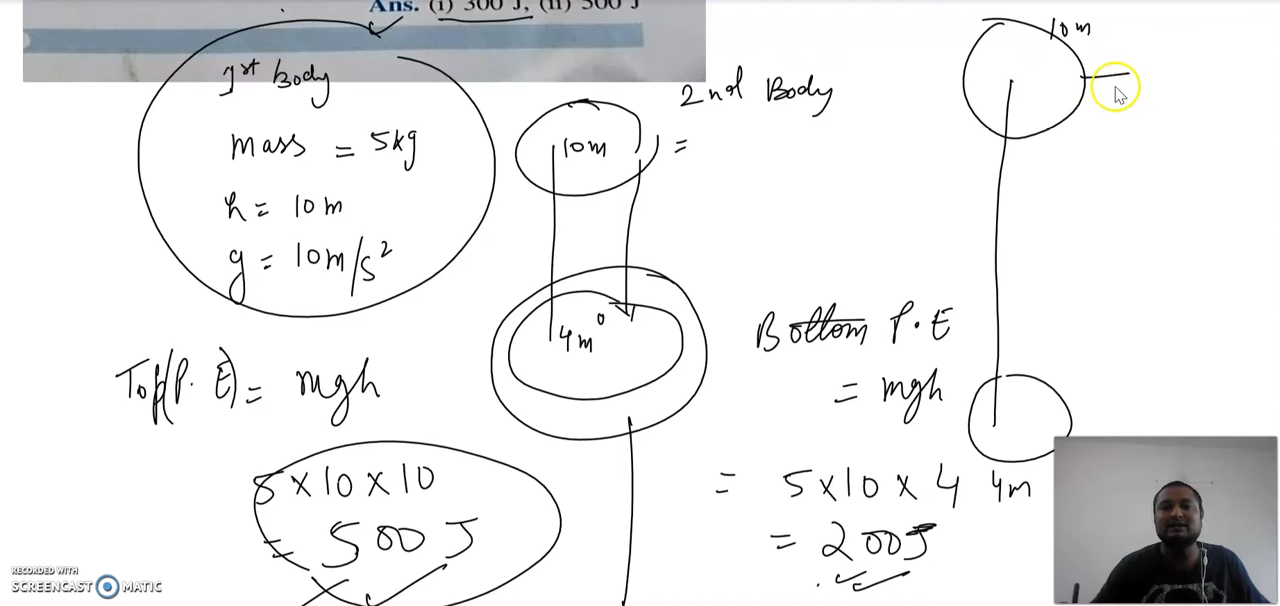 Ans. (i) 300 J, (ii) 500 J
1st body
mass = 5kg
h = 10m
g = 10m/s²
Top(P.E) = mgh
5×10×10
= 500J
10m
4m
=
2nd Body
Bottom P.E
= mgh
= 5×10×4
= 200J
10m
4m
RECORDED WITH
SCREENCAST MATIC